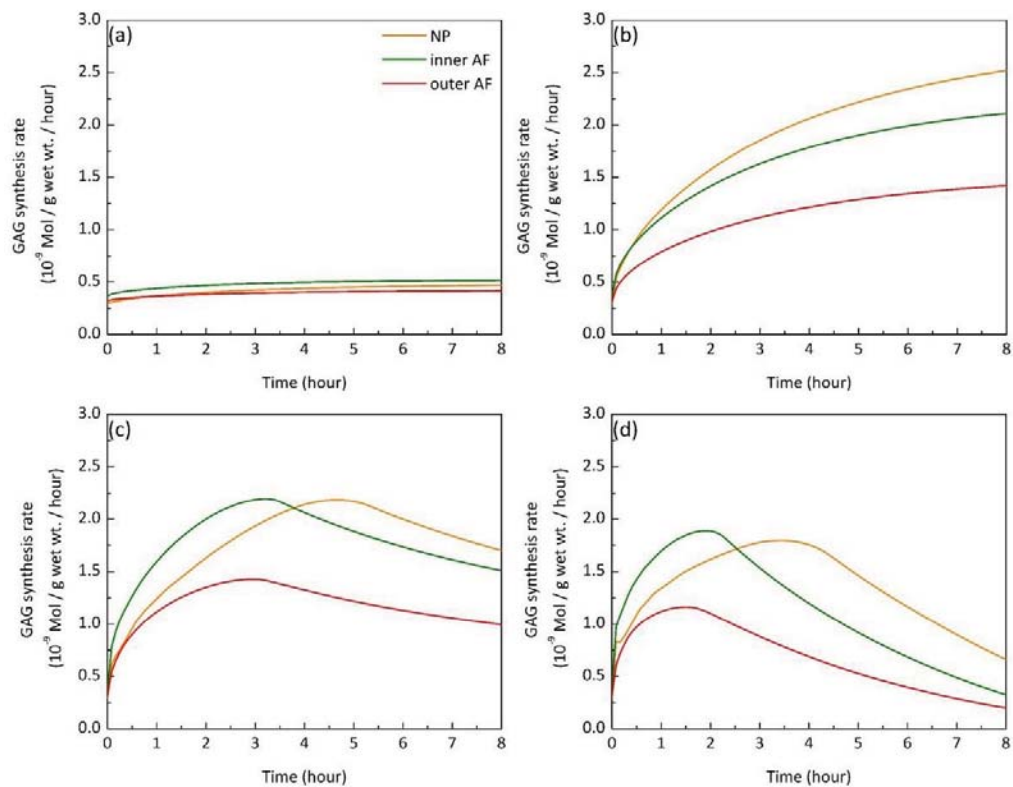 (a)
NP
inner AF
outer AF
GAG synthesis rate
(10⁻⁹ Mol / g wet wt. / hour)
3.0
2.5
2.0
1.5
1.0
0.5
0.0
0 1 2 3 4 5 6 7 8
Time (hour)
(b)
GAG synthesis rate
(10⁻⁹ Mol / g wet wt. / hour)
3.0
2.5
2.0
1.5
1.0
0.5
0.0
0 1 2 3 4 5 6 7 8
Time (hour)
(c)
GAG synthesis rate
(10⁻⁹ Mol / g wet wt. / hour)
3.0
2.5
2.0
1.5
1.0
0.5
0.0
0 1 2 3 4 5 6 7 8
Time (hour)
(d)
GAG synthesis rate
(10⁻⁹ Mol / g wet wt. / hour)
3.0
2.5
2.0
1.5
1.0
0.5
0.0
0 1 2 3 4 5 6 7 8
Time (hour)